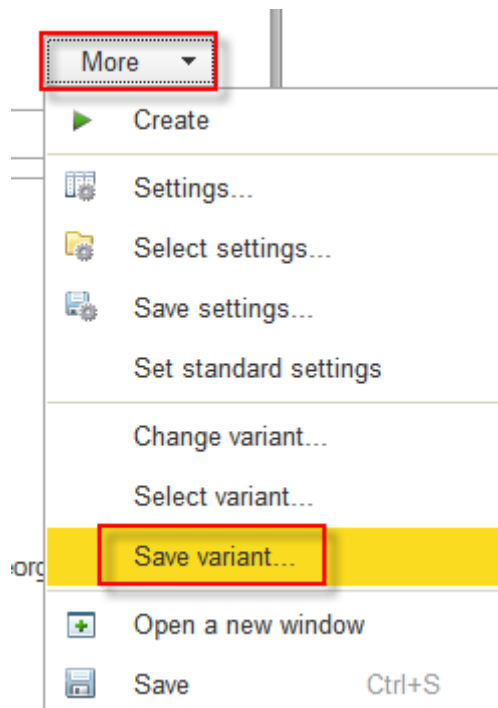 More
Create
Settings...
Select settings...
Save settings...
Set standard settings
Change variant...
Select variant...
Save variant...
Open a new window
Save Ctrl+S